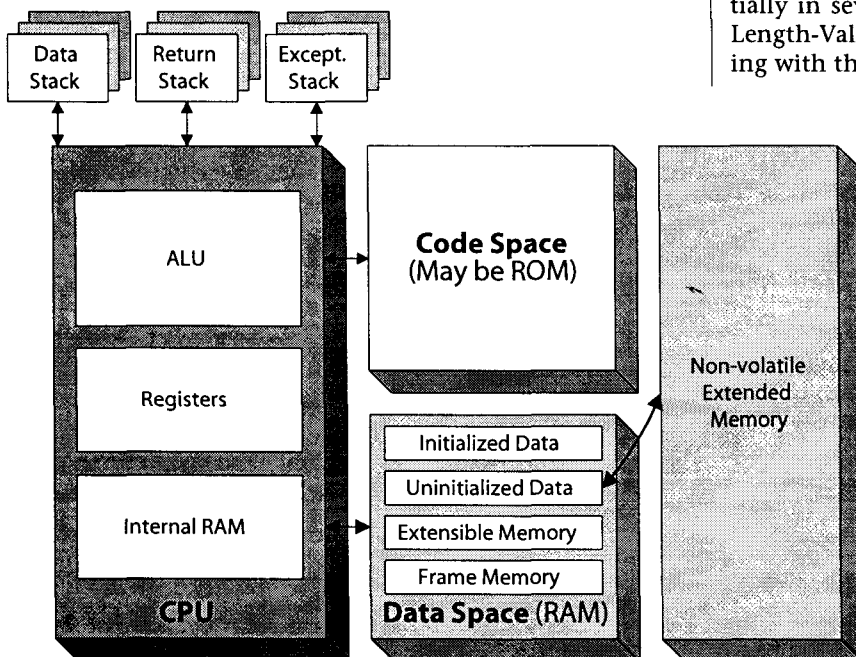 tially in sev
Length-Val
ing with th
Data
Stack
Return
Stack
Except.
Stack
ALU
Registers
Internal RAM
CPU
Code Space
(May be ROM)
Initialized Data
Uninitialized Data
Extensible Memory
Frame Memory
Data Space (RAM)
Non-volatile
Extended
Memory